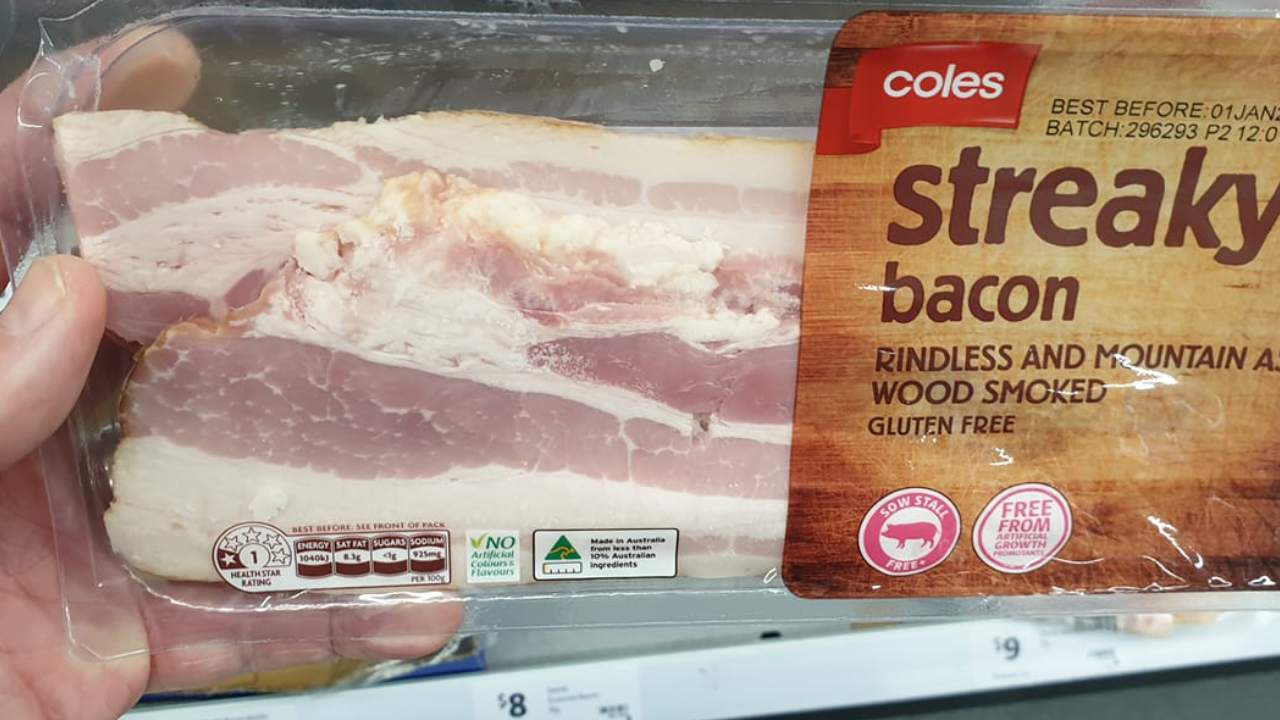 coles
BEST BEFORE:01JAN
BATCH:296293 P2 12:0
streaky
bacon
RINDLESS AND MOUNTAIN
WOOD SMOKED
GLUTEN FREE
SOW STALL
FREE+
FREE
FROM
ARTIFICIAL
GROWTH
PROMOTANTS
BEST BEFORE: SEE FRONT OF PACK
1
HEALTH STAR
RATING
ENERGY SAT FAT SUGARS SODIUM
1040kJ 8.3g <1g 925mg
PER 100g
NO
Artificial
Colours &
Flavours
Made in Australia
from less than
10% Australian
ingredients
$8
$9